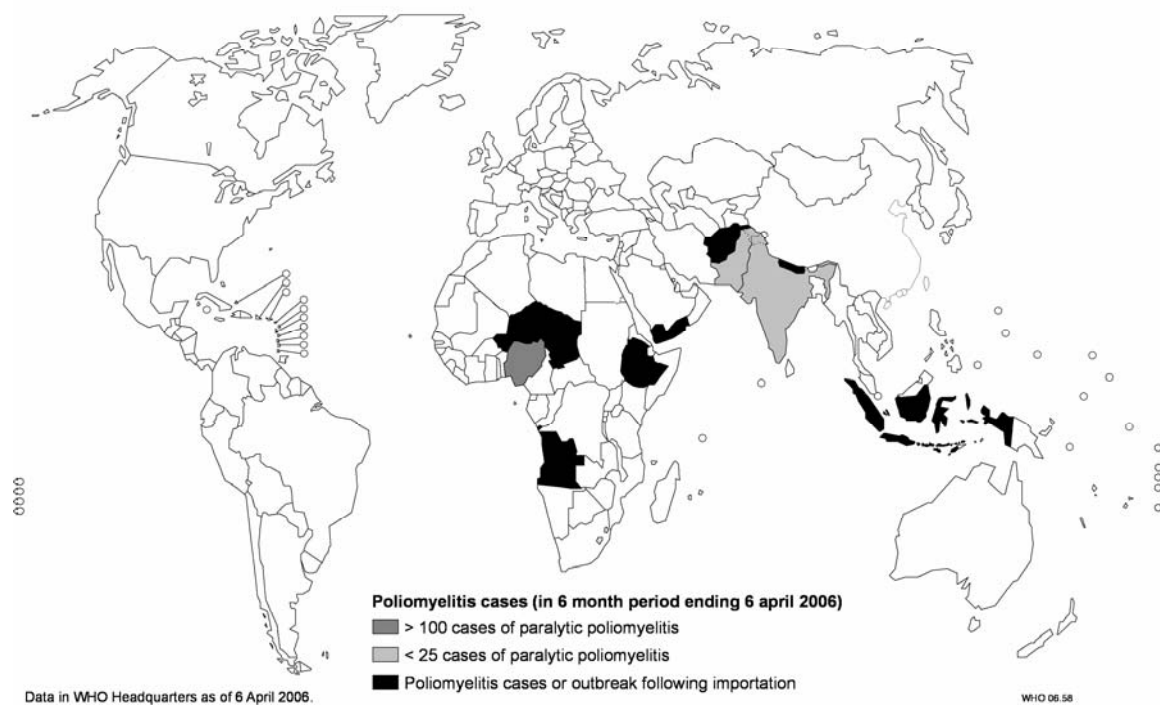 Poliomyelitis cases (in 6 month period ending 6 april 2006)
> 100 cases of paralytic poliomyelitis
< 25 cases of paralytic poliomyelitis
Poliomyelitis cases or outbreak following importation
Data in WHO Headquarters as of 6 April 2006.
WHO 06.58